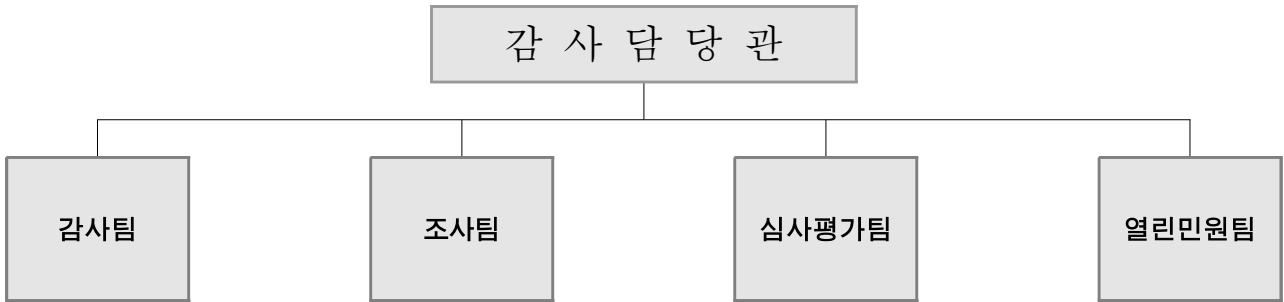 감 사 담 당 관
감사팀
조사팀
심사평가팀
열린민원팀